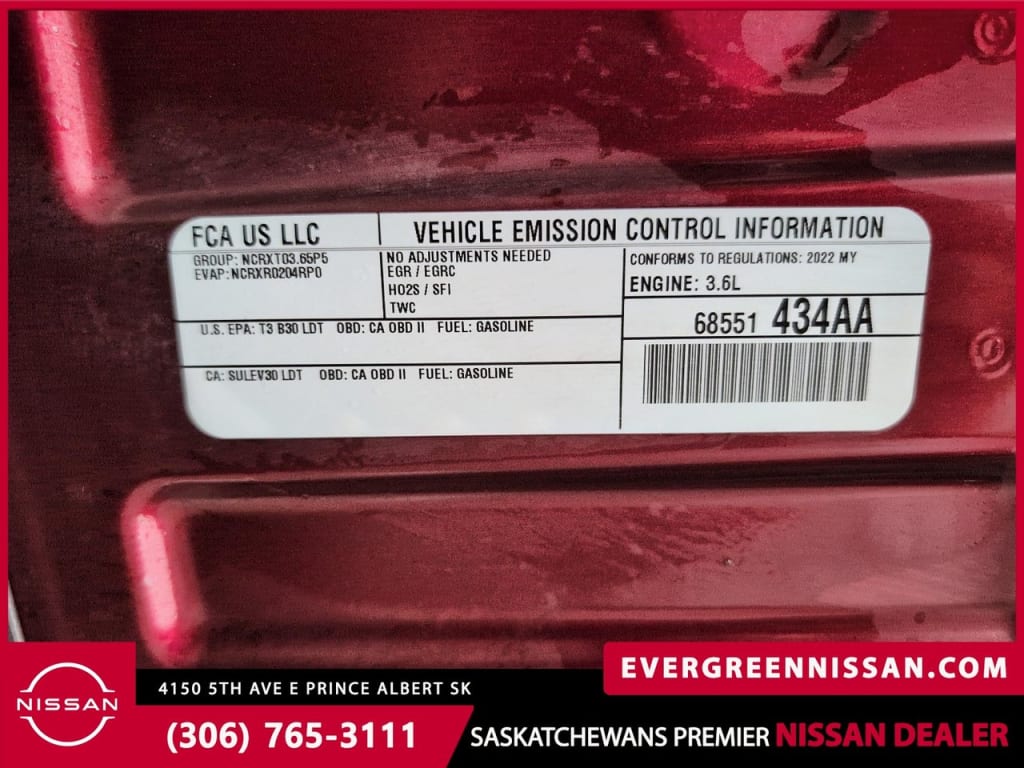 FCA US LLC
VEHICLE EMISSION CONTROL INFORMATION
GROUP: NCRXT03.65P5
EVAP: NCRXR0204RP0
NO ADJUSTMENTS NEEDED
EGR / EGRC
HO2S / SFI
TWC
CONFORMS TO REGULATIONS: 2022 MY
ENGINE: 3.6L
68551 434AA
U.S. EPA: T3 B30 LDT OBD: CA OBD II FUEL: GASOLINE
CA: SULEV30 LDT OBD: CA OBD II FUEL: GASOLINE
EVERGREENNISSAN.COM
NISSAN
4150 5TH AVE E PRINCE ALBERT SK
(306) 765-3111
SASKATCHEWANS PREMIER NISSAN DEALER